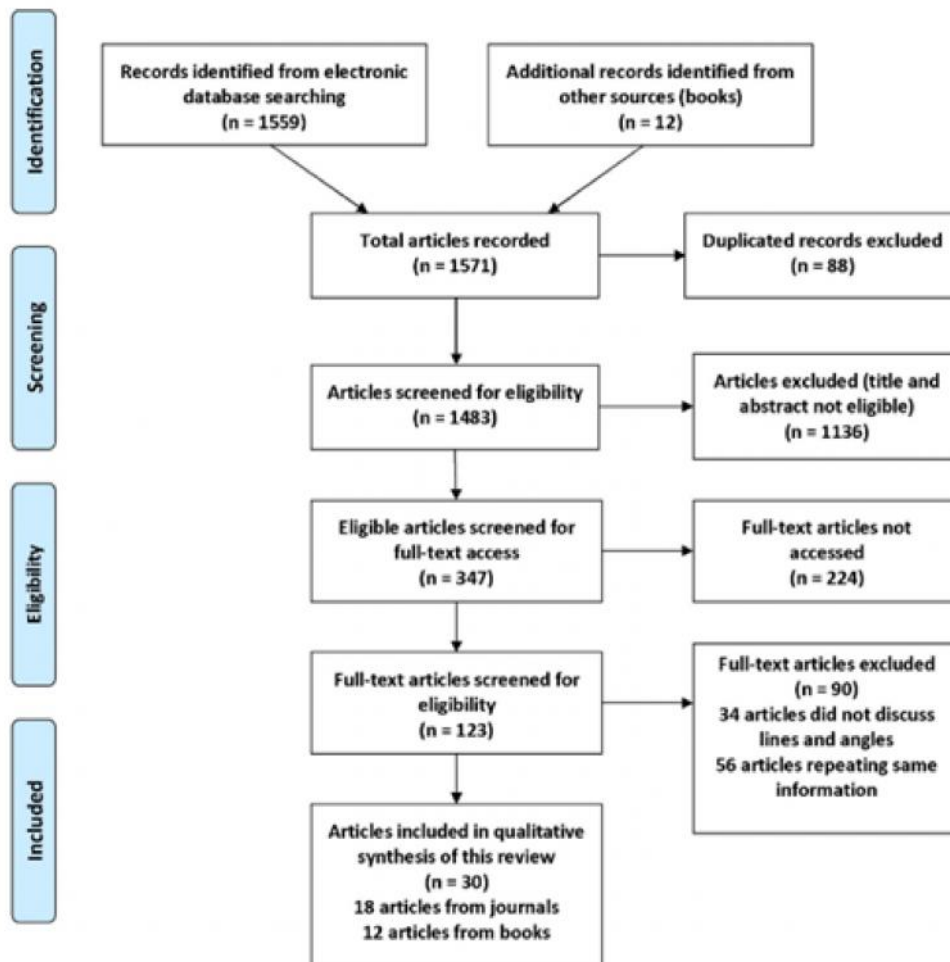 Identification
Records identified from electronic
database searching
(n = 1559)
Additional records identified from
other sources (books)
(n = 12)
Total articles recorded
(n = 1571)
Duplicated records excluded
(n = 88)
Screening
Articles screened for eligibility
(n = 1483)
Articles excluded (title and
abstract not eligible)
(n = 1136)
Eligibility
Eligible articles screened for
full-text access
(n = 347)
Full-text articles not
accessed
(n = 224)
Full-text articles screened for
eligibility
(n = 123)
Full-text articles excluded
(n = 90)
34 articles did not discuss
lines and angles
56 articles repeating same
information
Included
Articles included in qualitative
synthesis of this review
(n = 30)
18 articles from journals
12 articles from books